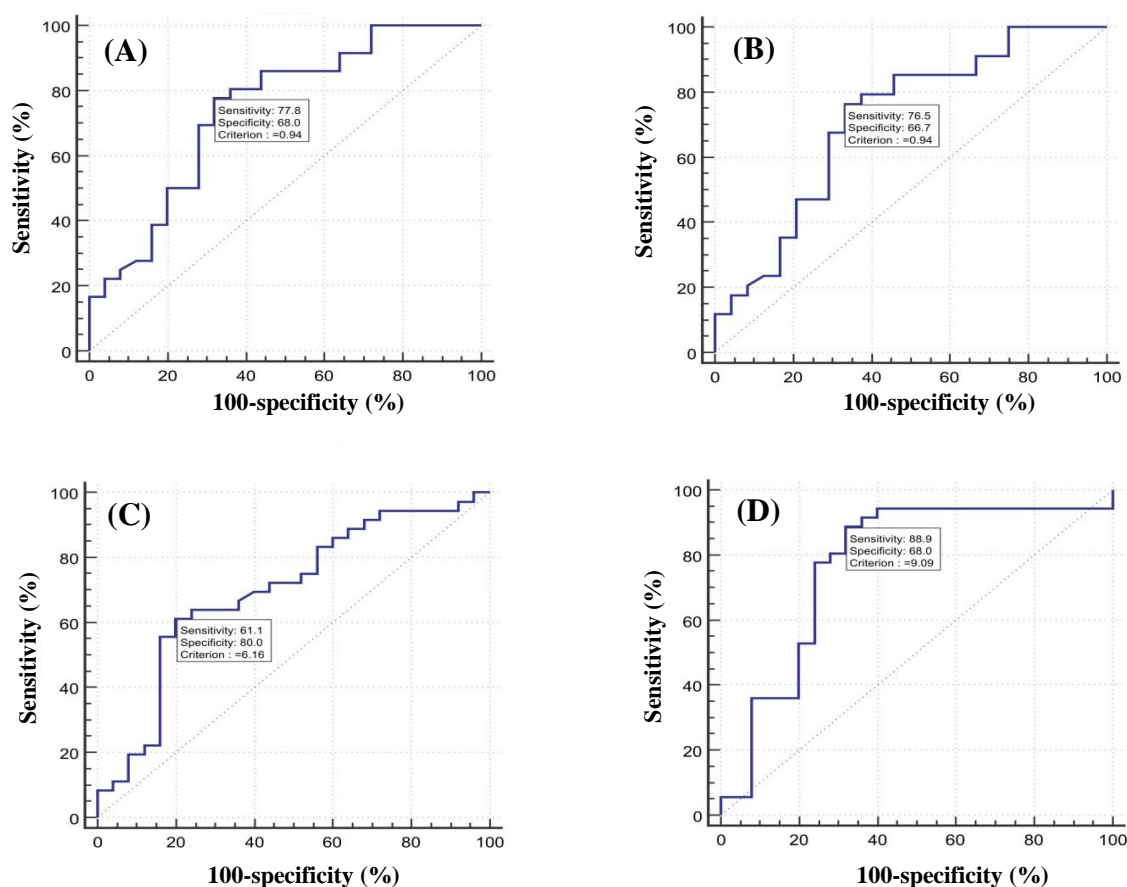 (A)
Sensitivity (%)
100
80
60
40
20
0
Sensitivity: 77.8
Specificity: 68.0
Criterion : =0.94
0 20 40 60 80 100
100-specificity (%)
(B)
Sensitivity (%)
100
80
60
40
20
0
Sensitivity: 76.5
Specificity: 66.7
Criterion : =0.94
0 20 40 60 80 100
100-specificity (%)
(C)
Sensitivity (%)
100
80
60
40
20
0
Sensitivity: 61.1
Specificity: 80.0
Criterion : =6.16
0 20 40 60 80 100
100-specificity (%)
(D)
Sensitivity (%)
100
80
60
40
20
0
Sensitivity: 88.9
Specificity: 68.0
Criterion : =9.09
0 20 40 60 80 100
100-specificity (%)